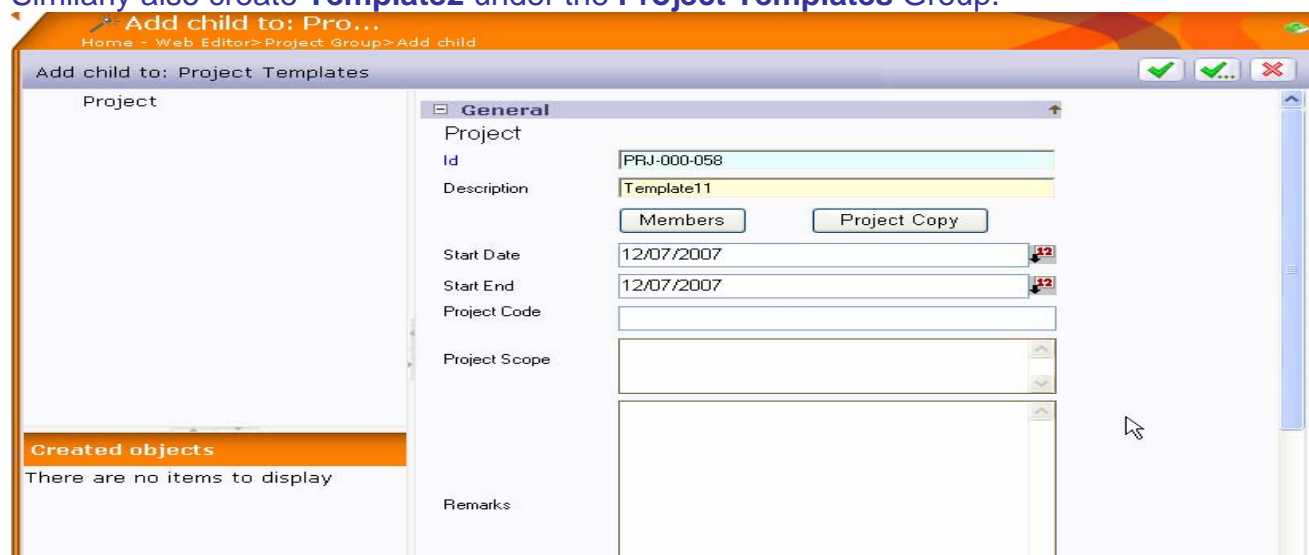 Similarly also create Template2 under the Project Templates Group.
Add child to: Pro...
Home - Web Editor>Project Group>Add child
Add child to: Project Templates
Project
General
Project
Id
PRJ-000-058
Description
Template11
Members
Project Copy
Start Date
12/07/2007
12
Start End
12/07/2007
12
Project Code
Project Scope
Created objects
There are no items to display
Remarks